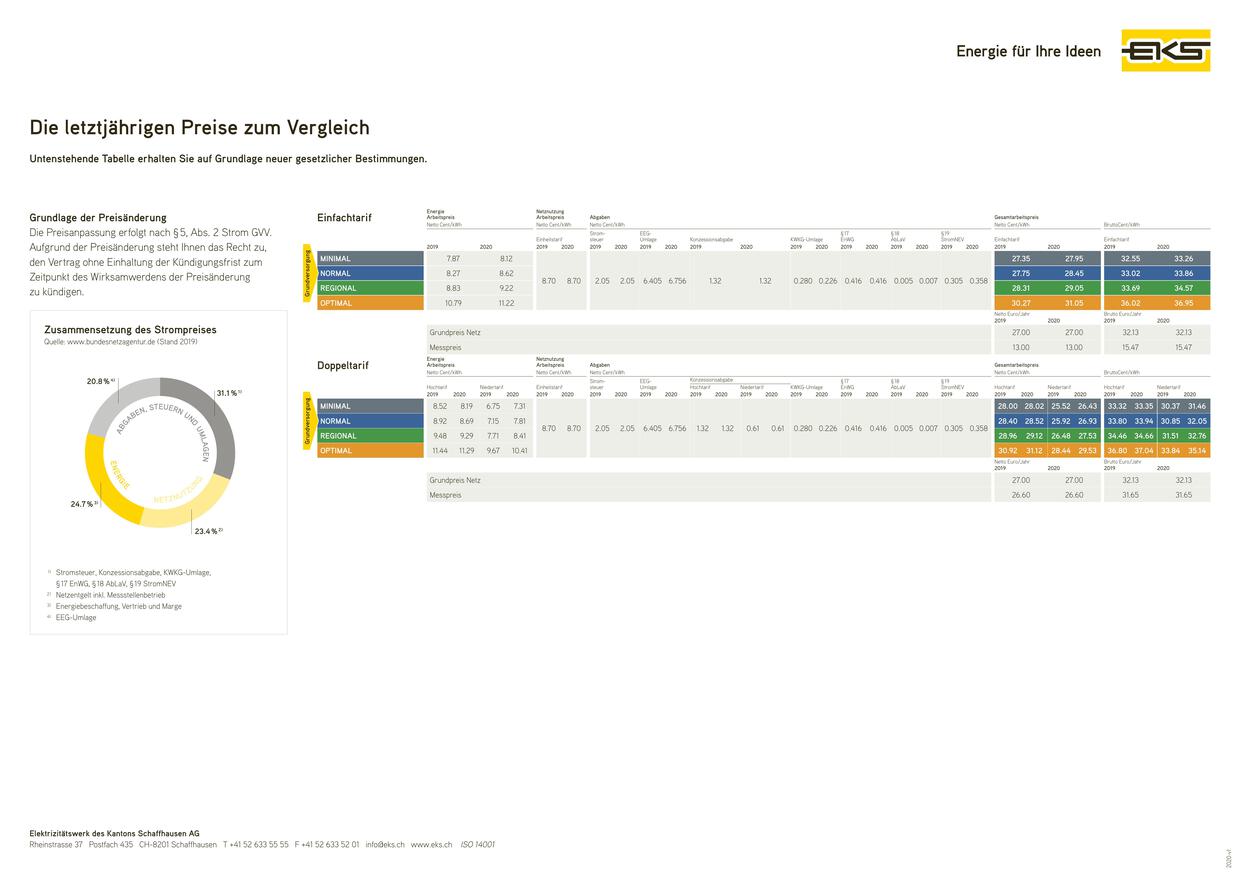 Energie für Ihre Ideen
EKS
Die letztjährigen Preise zum Vergleich
Untenstehende Tabelle erhalten Sie auf Grundlage neuer gesetzlicher Bestimmungen.
Grundlage der Preisänderung
Die Preisanpassung erfolgt nach § 5, Abs. 2 Strom GVV.
Aufgrund der Preisänderung steht Ihnen das Recht zu,
den Vertrag ohne Einhaltung der Kündigungsfrist zum
Zeitpunkt des Wirksamwerdens der Preisänderung
zu kündigen.
Zusammensetzung des Strompreises
Quelle: www.bundesnetzagentur.de (Stand 2019)
20.8 % 4)
31.1 % 1)
ABGABEN, STEUERN UND UMLAGEN
ENERGIE
NETZNUTZUNG
24.7 % 3)
23.4 % 2)
1) Stromsteuer, Konzessionsabgabe, KWKG-Umlage,
§ 17 EnWG, § 18 AbLaV, § 19 StromNEV
2) Netzentgelt inkl. Messstellenbetrieb
3) Energiebeschaffung, Vertrieb und Marge
4) EEG-Umlage
Einfachtarif
Energie Arbeitspreis Netznutzung Arbeitspreis Abgaben Gesamtarbeitspreis
Netto Cent/kWh Netto Cent/kWh Netto Cent/kWh Netto Cent/kWh BruttoCent/kWh
Einheitstarif Strom-steuer EEG-Umlage Konzessionsabgabe KWKG-Umlage § 17 EnWG § 18 AbLaV § 19 StromNEV Einfachtarif Einfachtarif
2019 2020 2019 2020 2019 2020 2019 2020 2019 2020 2019 2020 2019 2020 2019 2020 2019 2020 2019 2020 2019 2020
Grundversorgung
MINIMAL 7.87 8.12 27.35 27.95 32.55 33.26
NORMAL 8.27 8.62 27.75 28.45 33.02 33.86
8.70 8.70 2.05 2.05 6.405 6.756 1.32 1.32 0.280 0.226 0.416 0.416 0.005 0.007 0.305 0.358
REGIONAL 8.83 9.22 28.31 29.05 33.69 34.57
OPTIMAL 10.79 11.22 30.27 31.05 36.02 36.95
Netto Euro/Jahr Brutto Euro/Jahr
2019 2020 2019 2020
Grundpreis Netz 27.00 27.00 32.13 32.13
Messpreis 13.00 13.00 15.47 15.47
Doppeltarif
Energie Arbeitspreis Netznutzung Arbeitspreis Abgaben Gesamtarbeitspreis
Netto Cent/kWh Netto Cent/kWh Netto Cent/kWh Netto Cent/kWh BruttoCent/kWh
Hochtarif Niedertarif Einheitstarif Strom-steuer EEG-Umlage Konzessionsabgabe Hochtarif Niedertarif KWKG-Umlage § 17 EnWG § 18 AbLaV § 19 StromNEV Hochtarif Niedertarif Hochtarif Niedertarif
2019 2020 2019 2020 2019 2020 2019 2020 2019 2020 2019 2020 2019 2020 2019 2020 2019 2020 2019 2020 2019 2020 2019 2020 2019 2020 2019 2020 2019 2020
Grundversorgung
MINIMAL 8.52 8.19 6.75 7.31 28.00 28.02 25.52 26.43 33.32 33.35 30.37 31.46
NORMAL 8.92 8.69 7.15 7.81 28.40 28.52 25.92 26.93 33.80 33.94 30.85 32.05
8.70 8.70 2.05 2.05 6.405 6.756 1.32 1.32 0.61 0.61 0.280 0.226 0.416 0.416 0.005 0.007 0.305 0.358
REGIONAL 9.48 9.29 7.71 8.41 28.96 29.12 26.48 27.53 34.46 34.66 31.51 32.76
OPTIMAL 11.44 11.29 9.67 10.41 30.92 31.12 28.44 29.53 36.80 37.04 33.84 35.14
Netto Euro/Jahr Brutto Euro/Jahr
2019 2020 2019 2020
Grundpreis Netz 27.00 27.00 32.13 32.13
Messpreis 26.60 26.60 31.65 31.65
Elektrizitätswerk des Kantons Schaffhausen AG
Rheinstrasse 37 Postfach 435 CH-8201 Schaffhausen T +41 52 633 55 55 F +41 52 633 52 01 info@eks.ch www.eks.ch ISO 14001
2020-v1